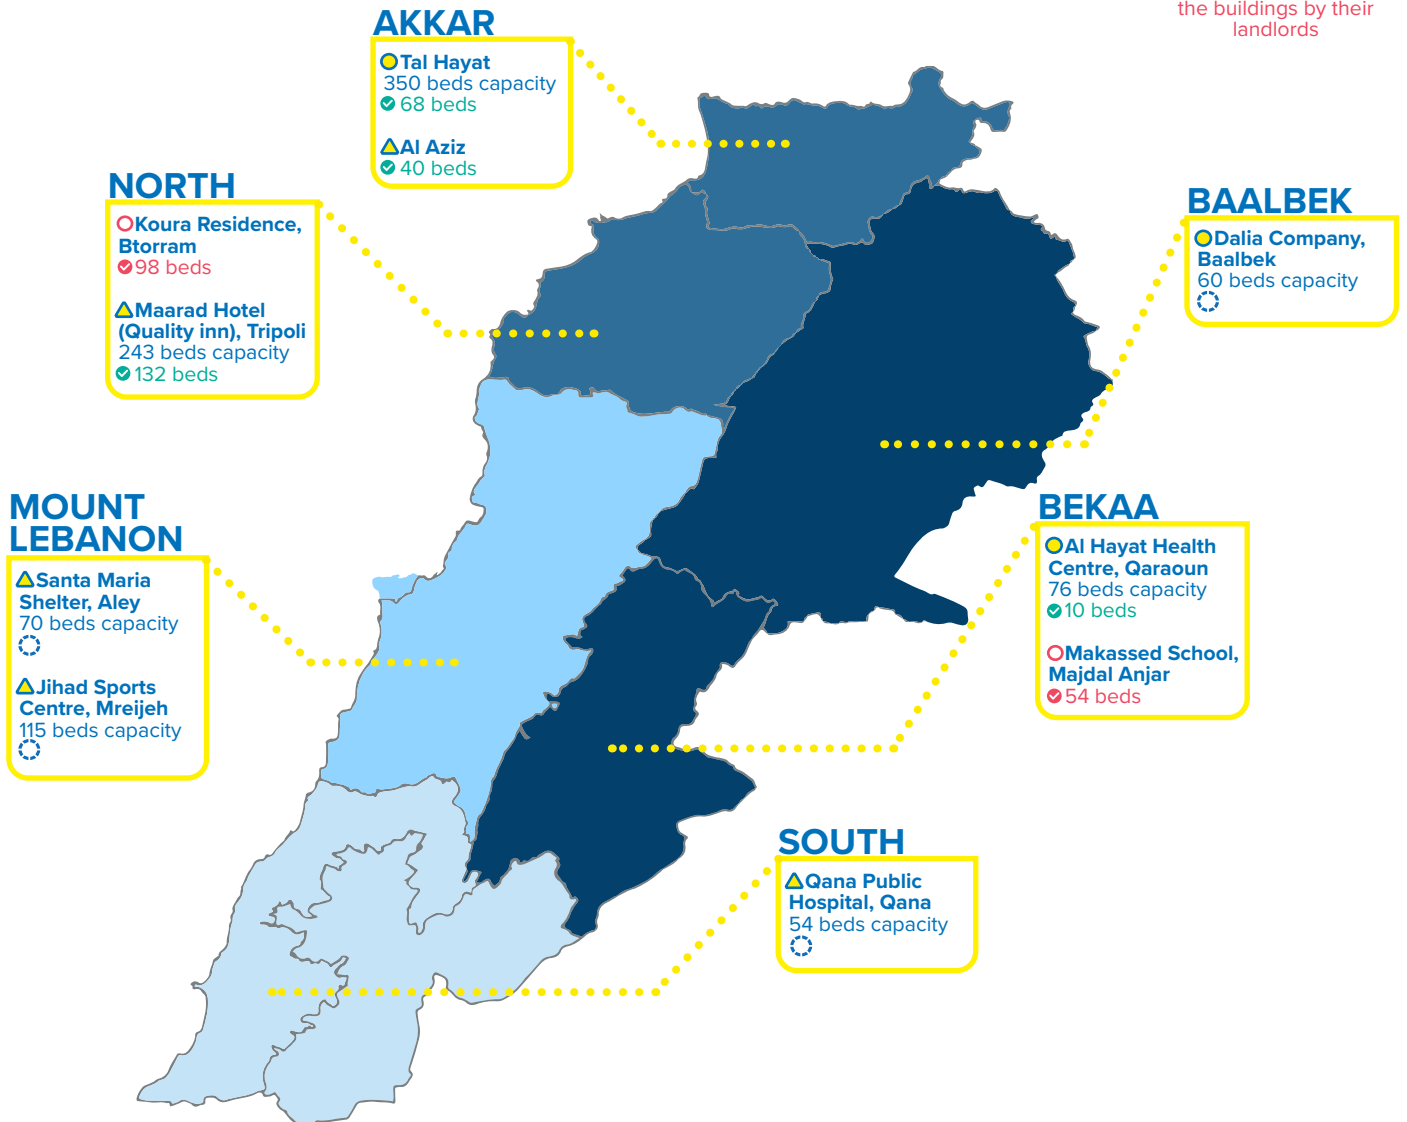 the buildings by their
landlords
AKKAR
Tal Hayat
350 beds capacity
68 beds
Al Aziz
40 beds
NORTH
Koura Residence,
Btorram
98 beds
Maarad Hotel
(Quality inn), Tripoli
243 beds capacity
132 beds
BAALBEK
Dalia Company,
Baalbek
60 beds capacity
MOUNT
LEBANON
Santa Maria
Shelter, Aley
70 beds capacity
Jihad Sports
Centre, Mreijeh
115 beds capacity
BEKAA
Al Hayat Health
Centre, Qaraoun
76 beds capacity
10 beds
Makassed School,
Majdal Anjar
54 beds
SOUTH
Qana Public
Hospital, Qana
54 beds capacity